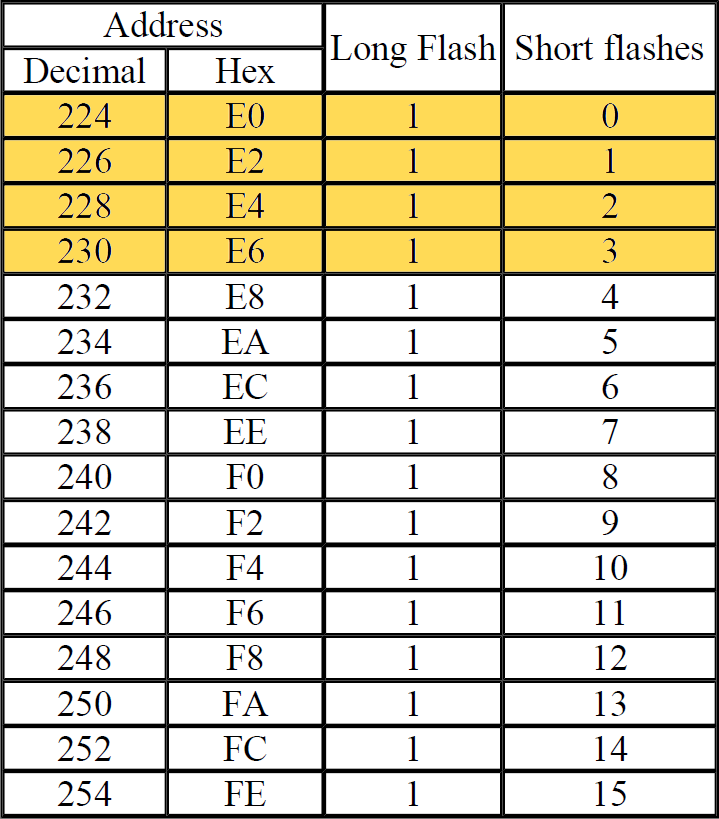 Address Long Flash Short flashes
Decimal Hex
224 E0 1 0
226 E2 1 1
228 E4 1 2
230 E6 1 3
232 E8 1 4
234 EA 1 5
236 EC 1 6
238 EE 1 7
240 F0 1 8
242 F2 1 9
244 F4 1 10
246 F6 1 11
248 F8 1 12
250 FA 1 13
252 FC 1 14
254 FE 1 15